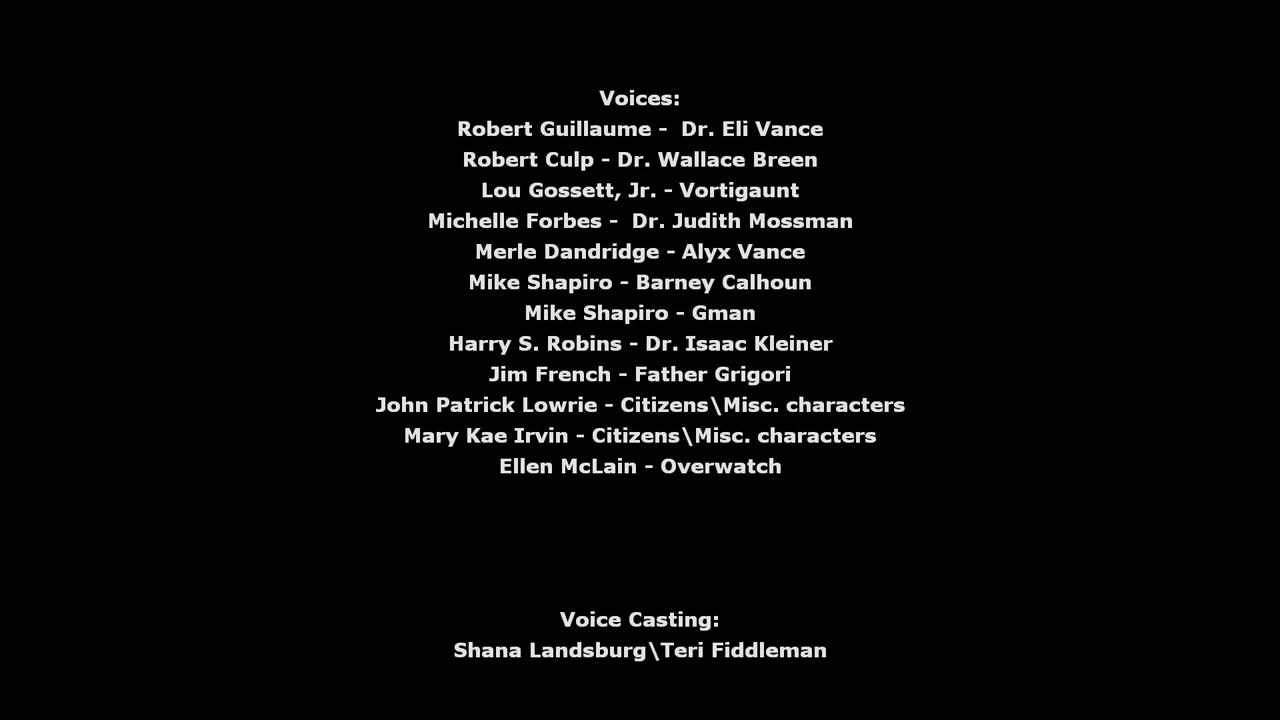 Voices:
Robert Guillaume -  Dr. Eli Vance
Robert Culp - Dr. Wallace Breen
Lou Gossett, Jr. - Vortigaunt
Michelle Forbes -  Dr. Judith Mossman
Merle Dandridge - Alyx Vance
Mike Shapiro - Barney Calhoun
Mike Shapiro - Gman
Harry S. Robins - Dr. Isaac Kleiner
Jim French - Father Grigori
John Patrick Lowrie - Citizens\Misc. characters
Mary Kae Irvin - Citizens\Misc. characters
Ellen McLain - Overwatch
Voice Casting:
Shana Landsburg\Teri Fiddleman